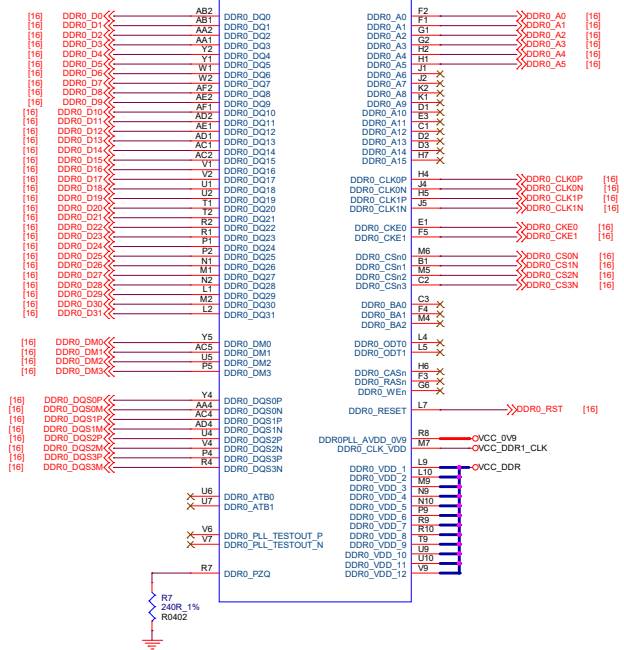 [16] DDR0_D0 AB2 DDR0_DQ0
[16] DDR0_D1 AB1 DDR0_DQ1
[16] DDR0_D2 AA2 DDR0_DQ2
[16] DDR0_D3 AA1 DDR0_DQ3
[16] DDR0_D4 Y2 DDR0_DQ4
[16] DDR0_D5 Y1 DDR0_DQ5
[16] DDR0_D6 W1 DDR0_DQ6
[16] DDR0_D7 W2 DDR0_DQ7
[16] DDR0_D8 AF2 DDR0_DQ8
[16] DDR0_D9 AE2 DDR0_DQ9
[16] DDR0_D10 AF1 DDR0_DQ10
[16] DDR0_D11 AD2 DDR0_DQ11
[16] DDR0_D12 AE1 DDR0_DQ12
[16] DDR0_D13 AD1 DDR0_DQ13
[16] DDR0_D14 AC1 DDR0_DQ14
[16] DDR0_D15 AC2 DDR0_DQ15
[16] DDR0_D16 V1 DDR0_DQ16
[16] DDR0_D17 V2 DDR0_DQ17
[16] DDR0_D18 U1 DDR0_DQ18
[16] DDR0_D19 U2 DDR0_DQ19
[16] DDR0_D20 T1 DDR0_DQ20
[16] DDR0_D21 T2 DDR0_DQ21
[16] DDR0_D22 R2 DDR0_DQ22
[16] DDR0_D23 R1 DDR0_DQ23
[16] DDR0_D24 P1 DDR0_DQ24
[16] DDR0_D25 P2 DDR0_DQ25
[16] DDR0_D26 N1 DDR0_DQ26
[16] DDR0_D27 M1 DDR0_DQ27
[16] DDR0_D28 N2 DDR0_DQ28
[16] DDR0_D29 L1 DDR0_DQ29
[16] DDR0_D30 M2 DDR0_DQ30
[16] DDR0_D31 L2 DDR0_DQ31
[16] DDR0_DM0 Y5 DDR0_DM0
[16] DDR0_DM1 AC5 DDR0_DM1
[16] DDR0_DM2 U5 DDR0_DM2
[16] DDR0_DM3 P5 DDR0_DM3
[16] DDR0_DQS0P Y4 DDR0_DQS0P
[16] DDR0_DQS0M AA4 DDR0_DQS0N
[16] DDR0_DQS1P AC4 DDR0_DQS1P
[16] DDR0_DQS1M AD4 DDR0_DQS1N
[16] DDR0_DQS2P U4 DDR0_DQS2P
[16] DDR0_DQS2M V4 DDR0_DQS2N
[16] DDR0_DQS3P P4 DDR0_DQS3P
[16] DDR0_DQS3M R4 DDR0_DQS3N
U6 DDR0_ATB0
U7 DDR0_ATB1
V6 DDR0_PLL_TESTOUT_P
V7 DDR0_PLL_TESTOUT_N
R7 DDR0_PZQ
R7
240R_1%
R0402
DDR0_A0 F2 DDR0_A0 [16]
DDR0_A1 F1 DDR0_A1 [16]
DDR0_A2 G1 DDR0_A2 [16]
DDR0_A3 G2 DDR0_A3 [16]
DDR0_A4 H2 DDR0_A4 [16]
DDR0_A5 H1 DDR0_A5 [16]
DDR0_A6 J1
DDR0_A7 J2
DDR0_A8 K2
DDR0_A9 K1
DDR0_A10 D1
DDR0_A11 E3
DDR0_A12 C1
DDR0_A13 D2
DDR0_A14 D3
DDR0_A15 H7
DDR0_CLK0P H4 DDR0_CLK0P [16]
DDR0_CLK0N J4 DDR0_CLK0N [16]
DDR0_CLK1P H5 DDR0_CLK1P [16]
DDR0_CLK1N J5 DDR0_CLK1N [16]
DDR0_CKE0 E1 DDR0_CKE0 [16]
DDR0_CKE1 F5 DDR0_CKE1 [16]
DDR0_CSn0 M6 DDR0_CS0N [16]
DDR0_CSn1 B1 DDR0_CS1N [16]
DDR0_CSn2 M5 DDR0_CS2N [16]
DDR0_CSn3 C2 DDR0_CS3N [16]
DDR0_BA0 C3
DDR0_BA1 F4
DDR0_BA2 M4
DDR0_ODT0 L4
DDR0_ODT1 L5
DDR0_CASn H6
DDR0_RASn F3
DDR0_WEn G6
DDR0_RESET L7 DDR0_RST [16]
DDR0PLL_AVDD_0V9 R8 VCC_0V9
DDR0_CLK_VDD M7 VCC_DDR1_CLK
DDR0_VDD_1 L9 VCC_DDR
DDR0_VDD_2 L10
DDR0_VDD_3 M9
DDR0_VDD_4 N9
DDR0_VDD_5 N10
DDR0_VDD_6 P9
DDR0_VDD_7 R9
DDR0_VDD_8 R10
DDR0_VDD_9 T9
DDR0_VDD_10 U9
DDR0_VDD_11 U10
DDR0_VDD_12 V9